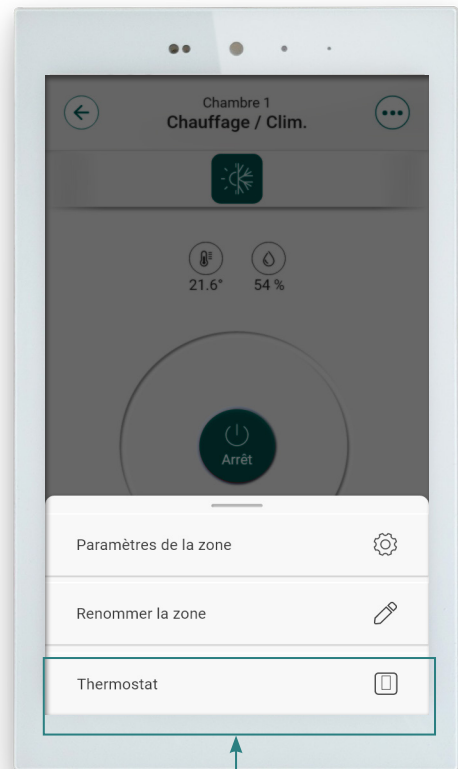 Chambre 1
Chauffage / Clim.
21.6° 54 %
Arrêt
Paramètres de la zone
Renommer la zone
Thermostat